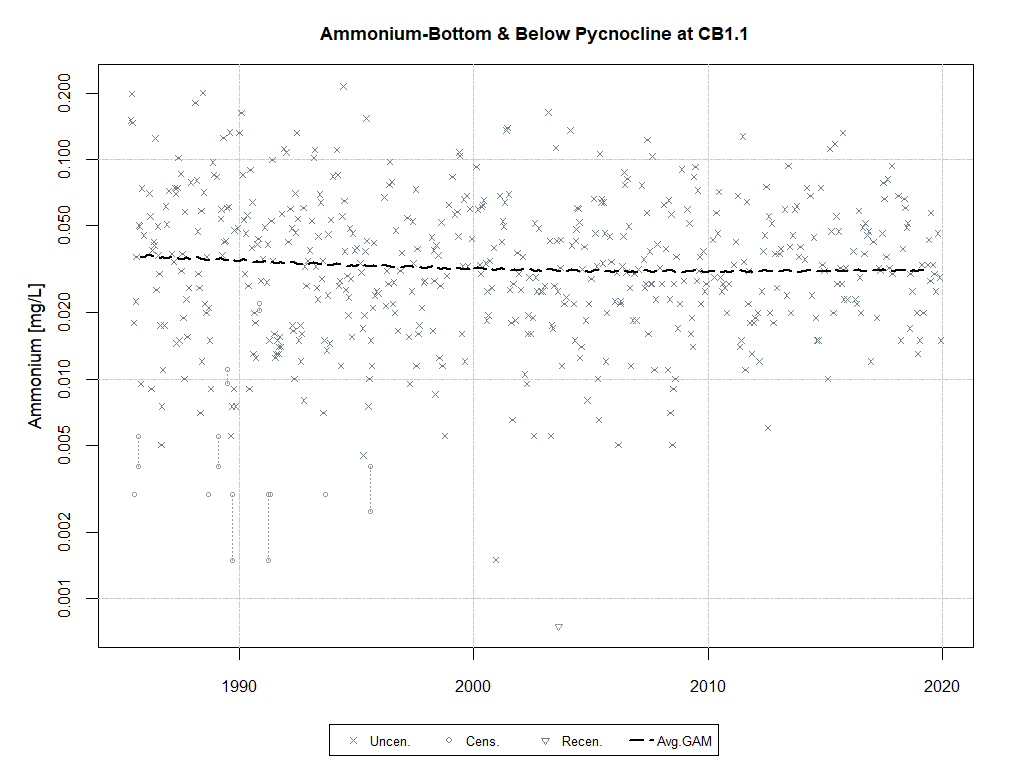 Ammonium-Bottom & Below Pycnocline at CB1.1
Ammonium [mg/L]
0.200
0.100
0.050
0.020
0.010
0.005
0.002
0.001
1990
2000
2010
2020
Uncen.
Cens.
Recen.
Avg.GAM